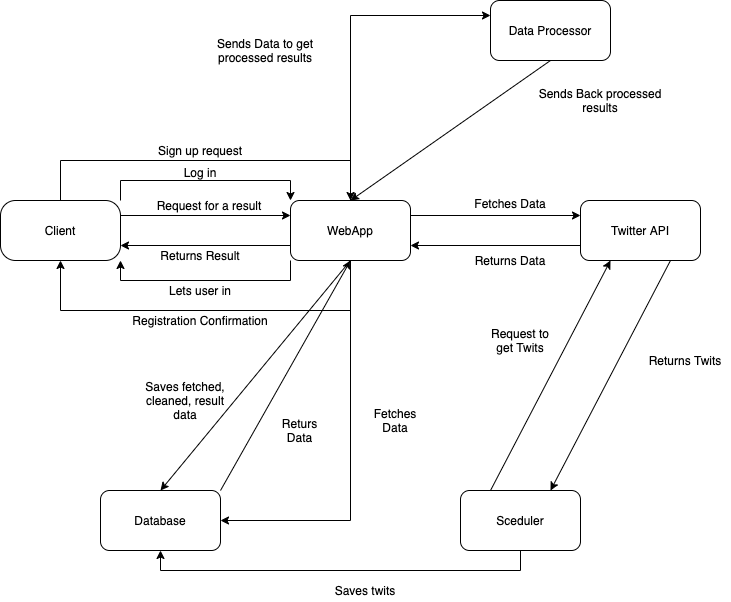 Data Processor
Sends Data to get
processed results
Sends Back processed
results
Sign up request
Log in
Request for a result
Fetches Data
Client
WebApp
Twitter API
Returns Result
Returns Data
Lets user in
Registration Confirmation
Request to
get Twits
Returns Twits
Saves fetched,
cleaned, result
data
Returs
Data
Fetches
Data
Database
Sceduler
Saves twits